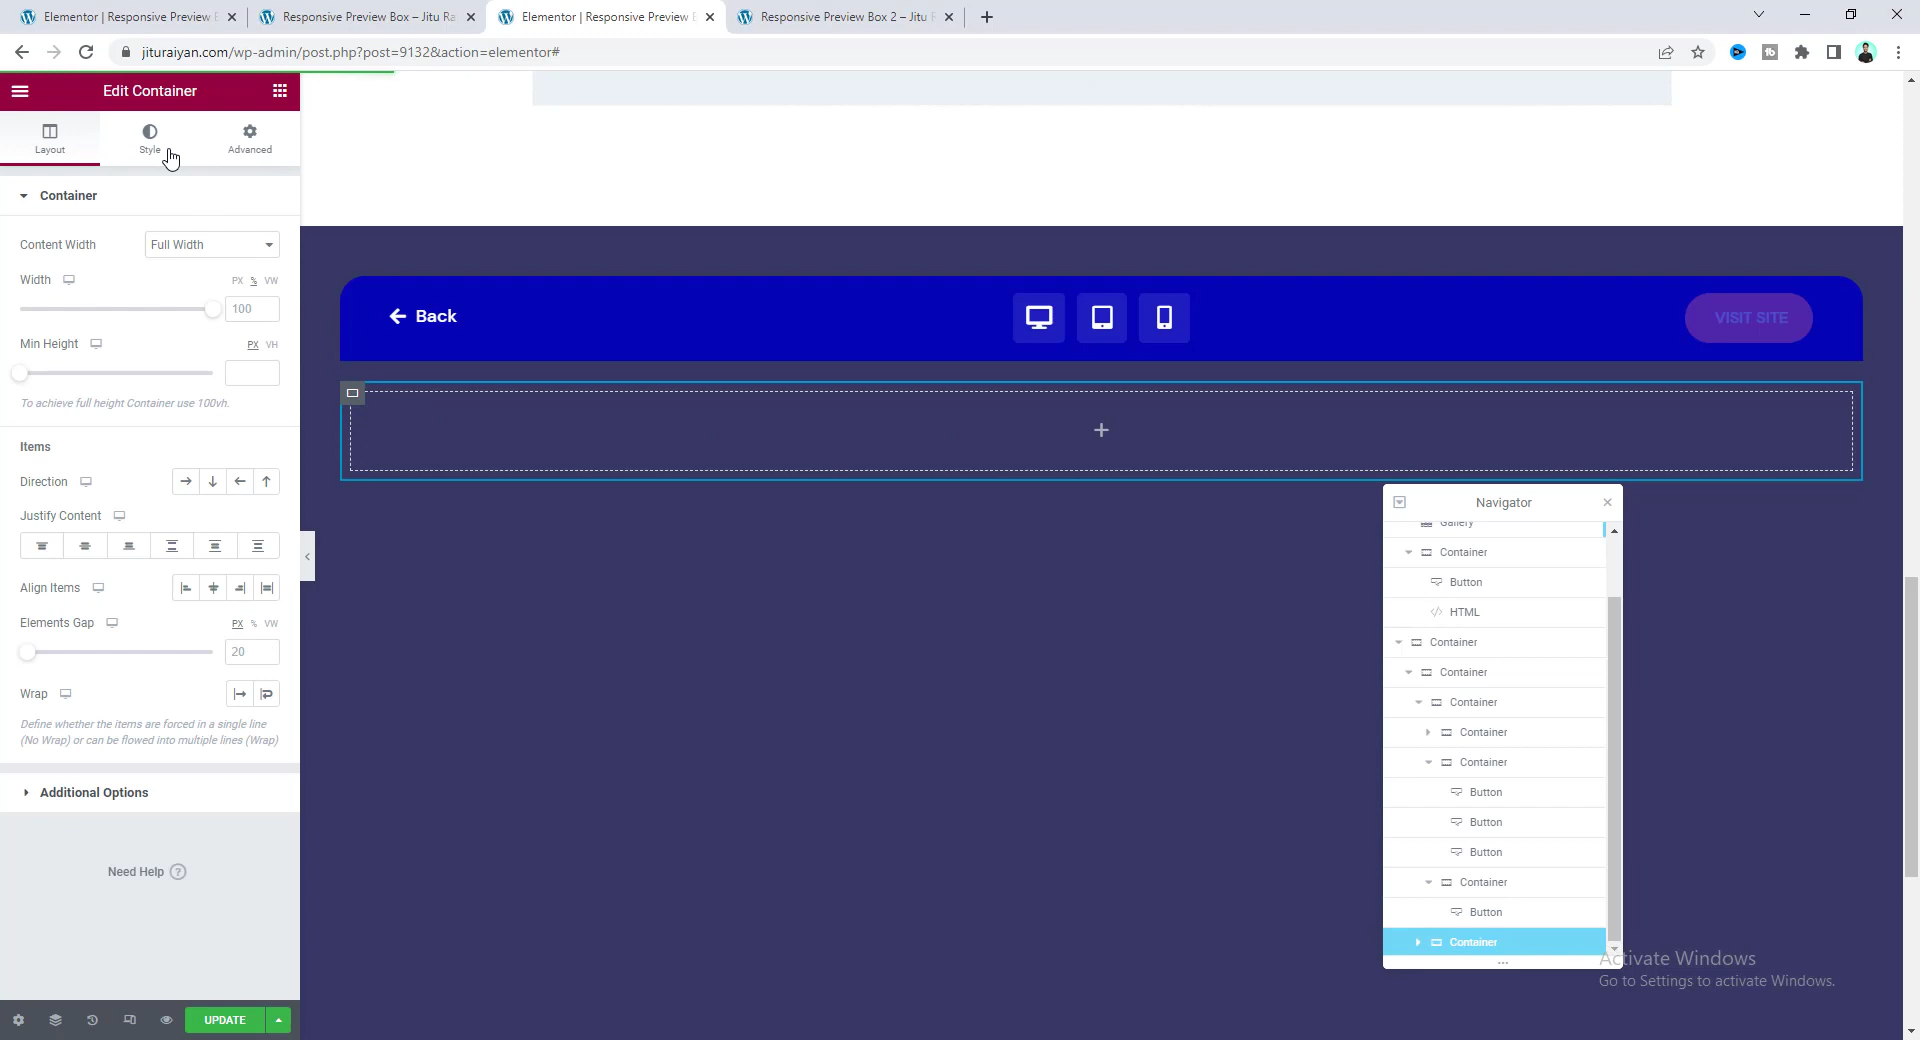 Elementor | Responsive Preview B
Responsive Preview Box – Jitu Ra
Elementor | Responsive Preview B
Responsive Preview Box 2 – Jitu R
jituraiyan.com/wp-admin/post.php?post=9132&action=elementor#
Edit Container
Layout
Style
Advanced
Container
Content Width
Full Width
Width
PX % VW
100
Min Height
PX VH
To achieve full height Container use 100vh.
Items
Direction
Justify Content
Align Items
Elements Gap
PX % VW
20
Wrap
Define whether the items are forced in a single line
(No Wrap) or can be flowed into multiple lines (Wrap)
Additional Options
Need Help ?
UPDATE
Back
VISIT SITE
Navigator
Gallery
Container
Button
</> HTML
Container
Container
Container
Container
Container
Button
Button
Button
Container
Button
Container
Activate Windows
Go to Settings to activate Windows.